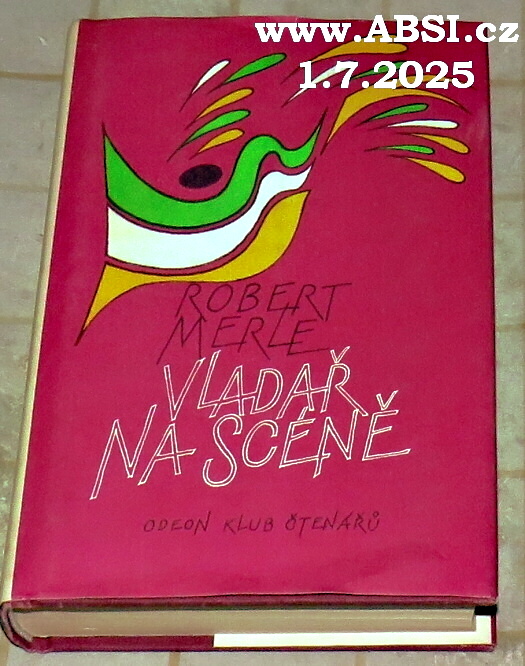 www.ABSI.cz
1.7.2025
ROBERT
MERLE
VLADAŘ
NA SCÉNĚ
ODEON KLUB ČTENÁŘŮ